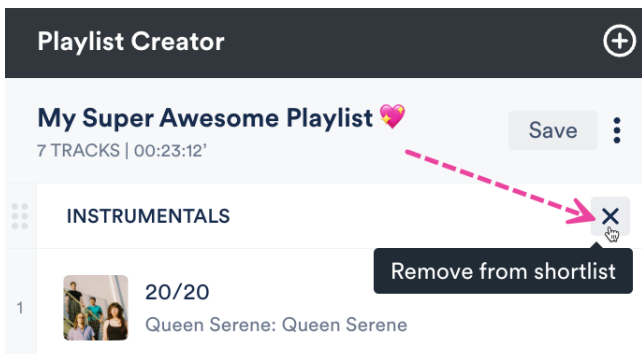 Playlist Creator
My Super Awesome Playlist 💖
Save
7 TRACKS | 00:23:12’
INSTRUMENTALS
Remove from shortlist
1
20/20
Queen Serene: Queen Serene